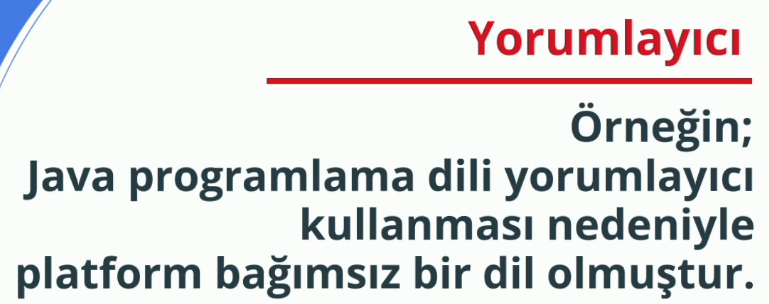 Yorumlayıcı
Örneğin;
Java programlama dili yorumlayıcı
kullanması nedeniyle
platform bağımsız bir dil olmuştur.